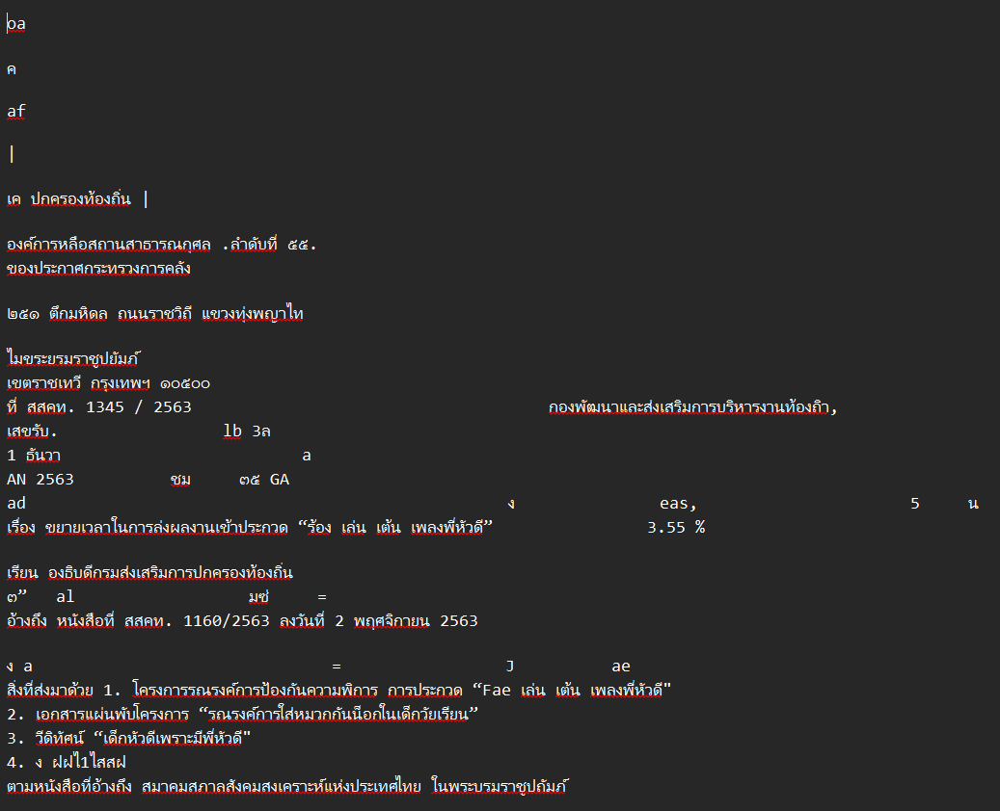 oa
ค
af
|
เค ปกครองท้องถิ่น |
องค์การหลือสถานสาธารณกุศล .ลำดับที่ ๕๕.
ของประกาศกระทรวงการคลัง
๒๕๑ ตึกมหิดล ถนนราชวิถี แขวงทุ่งพญาไท
ไมขระยรมราชูปยัมภ์
เขตราชเทวี กรุงเทพฯ ๑๐๕๐๐
ที่ สสคท. 1345 / 2563 กองพัฒนาและส่งเสริมการบริหารงานท้องถิา,
เสขรับ. lb 3ล
1 ธันวา a
AN 2563 ชม ๓๕ GA
ad ง eas, 5 น
เรื่อง ขยายเวลาในการล่งผลงานเข้าประกวด “ร้อง เล่น เต้น เพลงพี่หัวดี” 3.55 %
เรียน องธิบดีกรมส่งเสริมการปกครองท้องถิ่น
๓” al มซ่ =
อ้างถึง หนังสือที่ สสคท. 1160/2563 ลงวันที่ 2 พฤศจิกายน 2563
ง a = J ae
สิ่งที่ส่งมาด้วย 1. โครงการรณรงค์การป้องกันความพิการ การประกวด “Fae เล่น เต้น เพลงพี่หัวดี"
2. เอกสารแผ่นพับโครงการ “รณรงค์การใส่หมวกกันน็อกในเด็กวัยเรียน”
3. วีดิทัศน์ “เด็กหัวดีเพราะมีพี่หัวดี"
4. ง ฝฝไ1ไสสฝ
ตามหนังสือที่อ้างถึง สมาคมสภาลสังคมสงเคราะห์แห่งประเทศไทย ในพระบรมราชูปถัมภ์